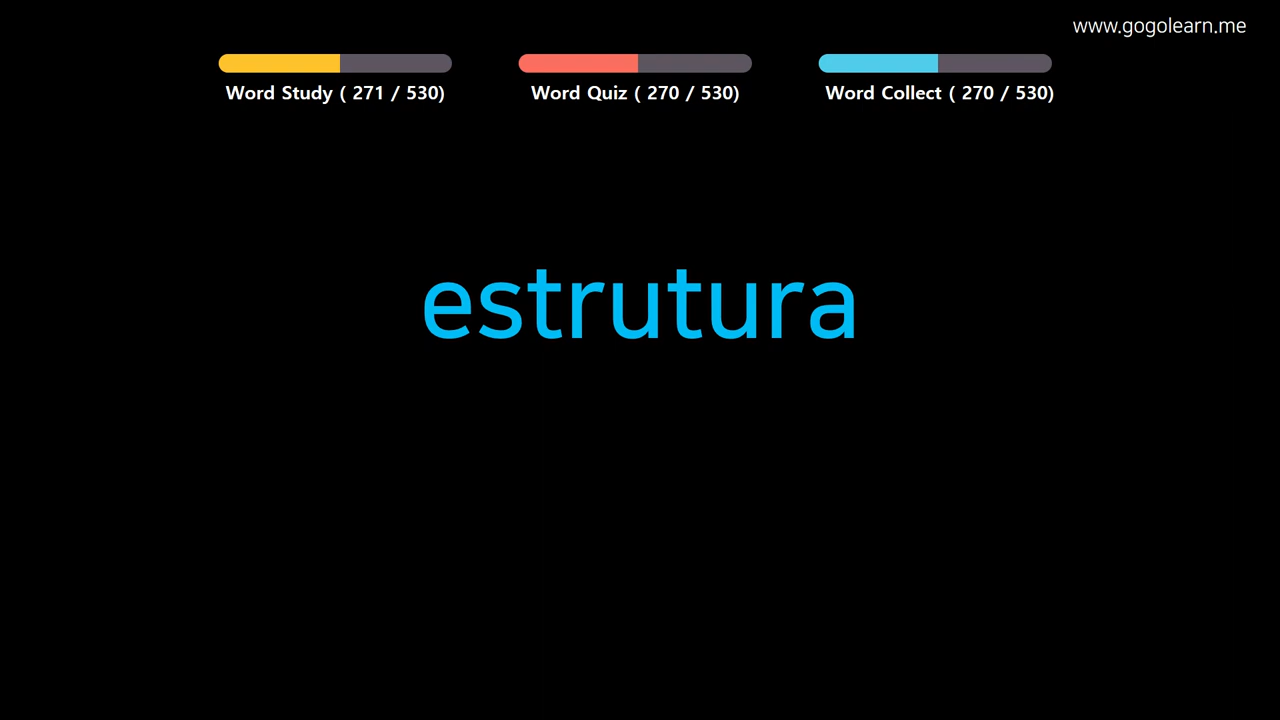 www.gogolearn.me
Word Study ( 271 / 530)
Word Quiz ( 270 / 530)
Word Collect ( 270 / 530)
estrutura